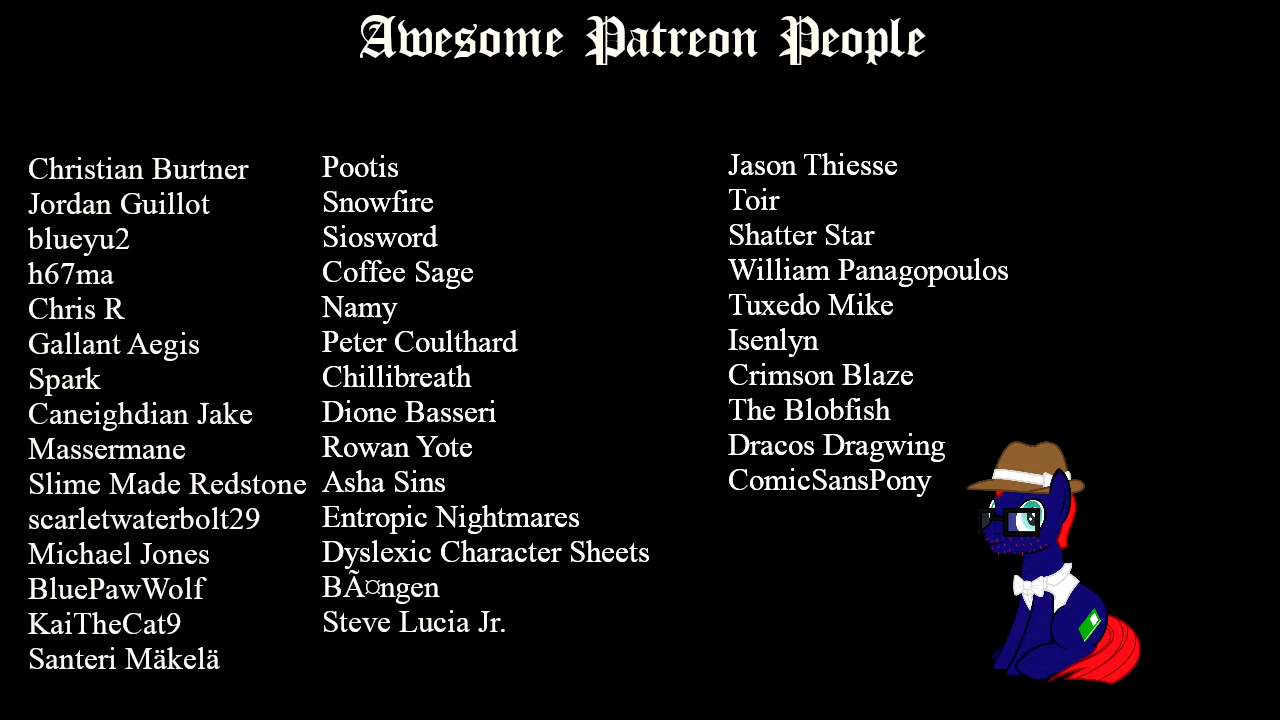 Awesome Patreon People
Christian Burtner
Jordan Guillot
blueyu2
h67ma
Chris R
Gallant Aegis
Spark
Caneighdian Jake
Massermane
Slime Made Redstone
scarletwaterbolt29
Michael Jones
BluePawWolf
KaiTheCat9
Santeri Mäkelä
Pootis
Snowfire
Siosword
Coffee Sage
Namy
Peter Coulthard
Chillibreath
Dione Basseri
Rowan Yote
Asha Sins
Entropic Nightmares
Dyslexic Character Sheets
BÃ¤ngen
Steve Lucia Jr.
Jason Thiesse
Toir
Shatter Star
William Panagopoulos
Tuxedo Mike
Isenlyn
Crimson Blaze
The Blobfish
Dracos Dragwing
ComicSansPony